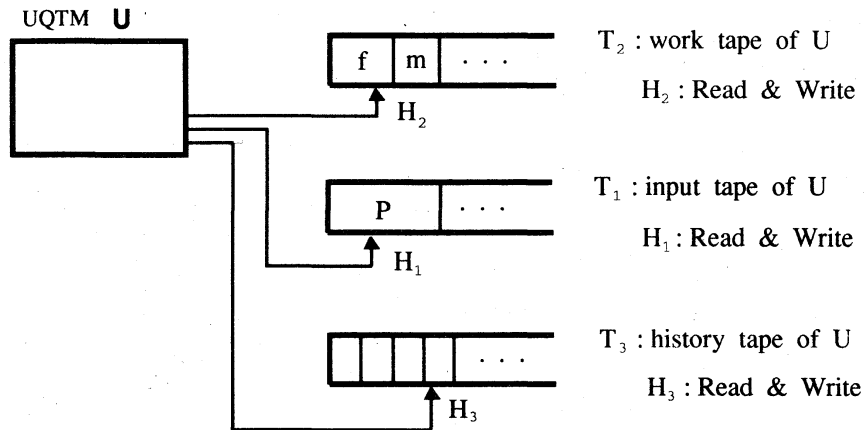 UQTM U
f m · · ·
H₂
T₂ : work tape of U
H₂ : Read & Write
P · · ·
H₁
T₁ : input tape of U
H₁ : Read & Write
· · ·
H₃
T₃ : history tape of U
H₃ : Read & Write